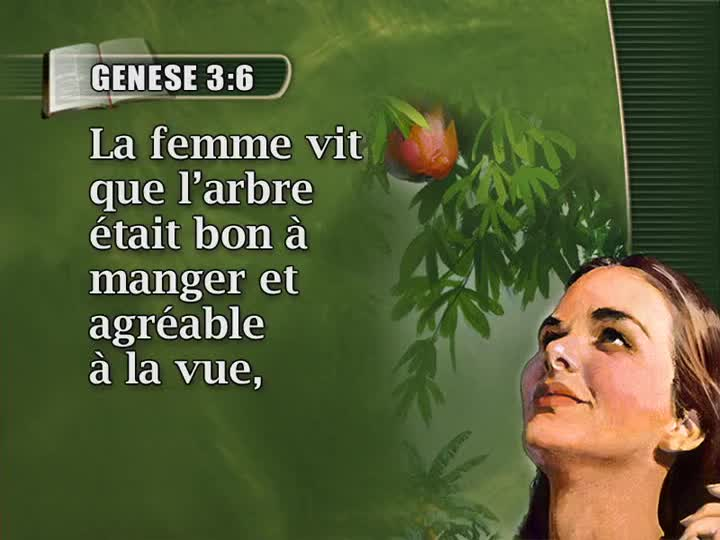 GENESE 3:6
La femme vit
que l’arbre
était bon à
manger et
agréable
à la vue,